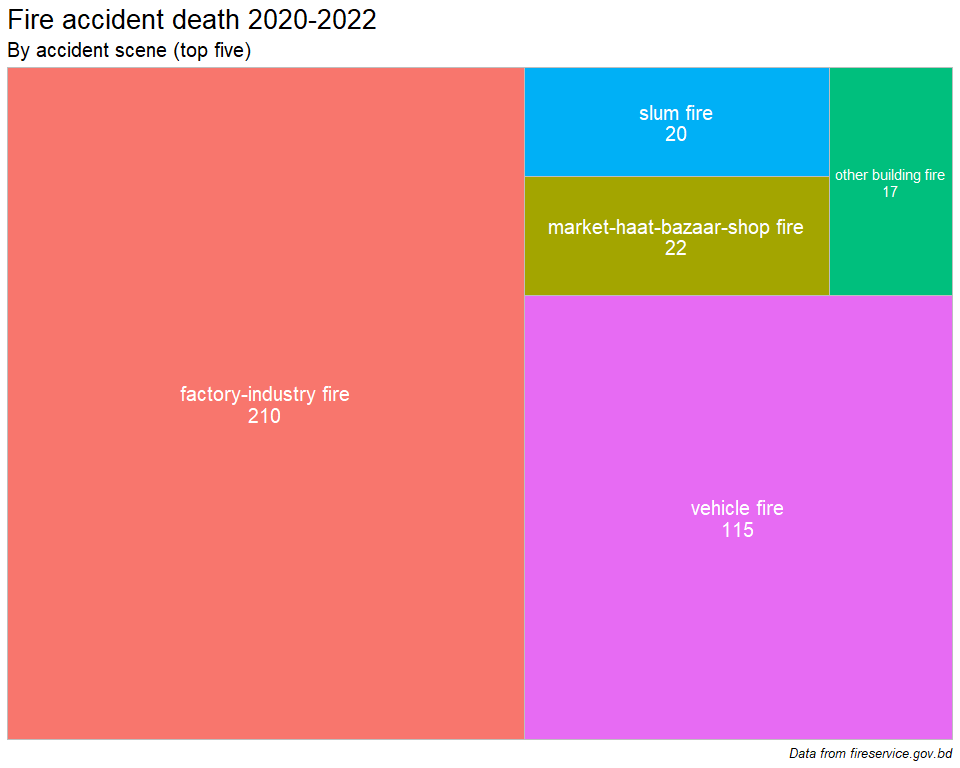 Fire accident death 2020-2022
By accident scene (top five)
slum fire
20
other building fire
17
market-haat-bazaar-shop fire
22
factory-industry fire
210
vehicle fire
115
Data from fireservice.gov.bd